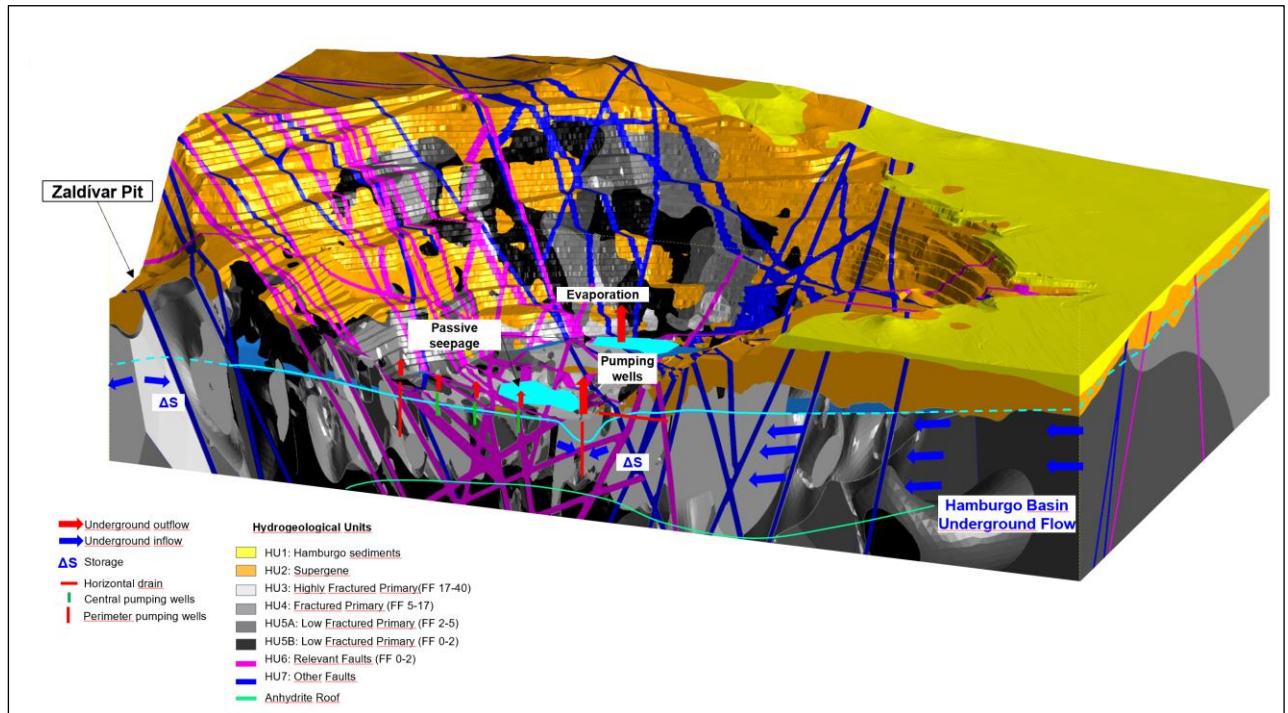 Zaldívar Pit
Evaporation
Passive
seepage
Pumping
wells
ΔS
ΔS
Hamburgo Basin
Underground Flow
Underground outflow
Underground inflow
ΔS Storage
Horizontal drain
Central pumping wells
Perimeter pumping wells
Hydrogeological Units
HU1: Hamburgo sediments
HU2: Supergene
HU3: Highly Fractured Primary(FF 17-40)
HU4: Fractured Primary (FF 5-17)
HU5A: Low Fractured Primary (FF 2-5)
HU5B: Low Fractured Primary (FF 0-2)
HU6: Relevant Faults (FF 0-2)
HU7: Other Faults
Anhydrite Roof